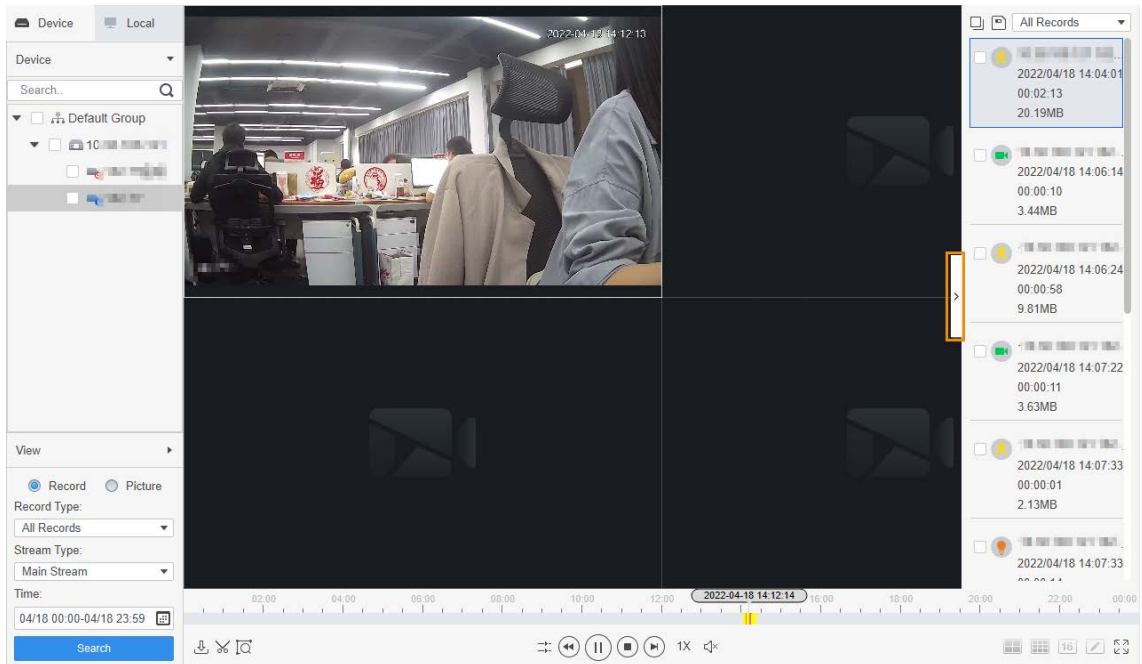 Device
Local
Device
Search..
Default Group
10
View
Record
Picture
Record Type:
All Records
Stream Type:
Main Stream
Time:
04/18 00:00-04/18 23:59
Search
2022-04-18 14:12:13
福
02:00 04:00 06:00 08:00 10:00 12:00 2022-04-18 14:12:14 16:00 18:00 20:00 22:00 00:00
1X
16
All Records
2022/04/18 14:04:01
00:02:13
20.19MB
2022/04/18 14:06:14
00:00:10
3.44MB
2022/04/18 14:06:24
00:00:58
9.81MB
2022/04/18 14:07:22
00:00:11
3.63MB
2022/04/18 14:07:33
00:00:01
2.13MB
2022/04/18 14:07:33